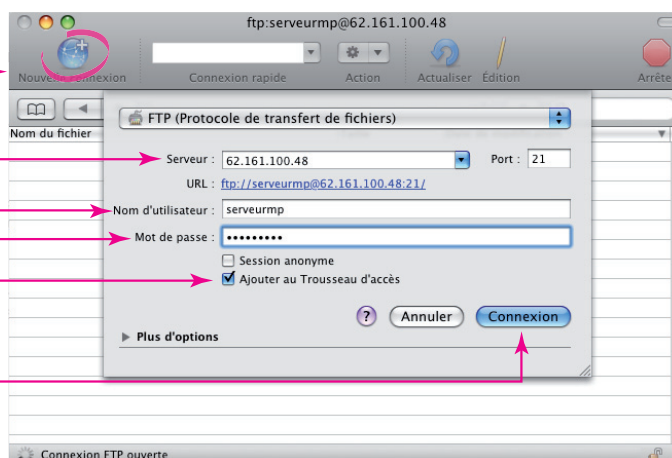 ftp:serveurmp@62.161.100.48
Nouvelle connexion
Connexion rapide
Action
Actualiser
Édition
Arrête
Nom du fichier
FTP (Protocole de transfert de fichiers)
Serveur : 62.161.100.48
Port : 21
URL : ftp://serveurmp@62.161.100.48:21/
Nom d'utilisateur : serveurmp
Mot de passe : •••••••••
Session anonyme
Ajouter au Trousseau d'accès
? Annuler Connexion
Plus d'options
Connexion FTP ouverte